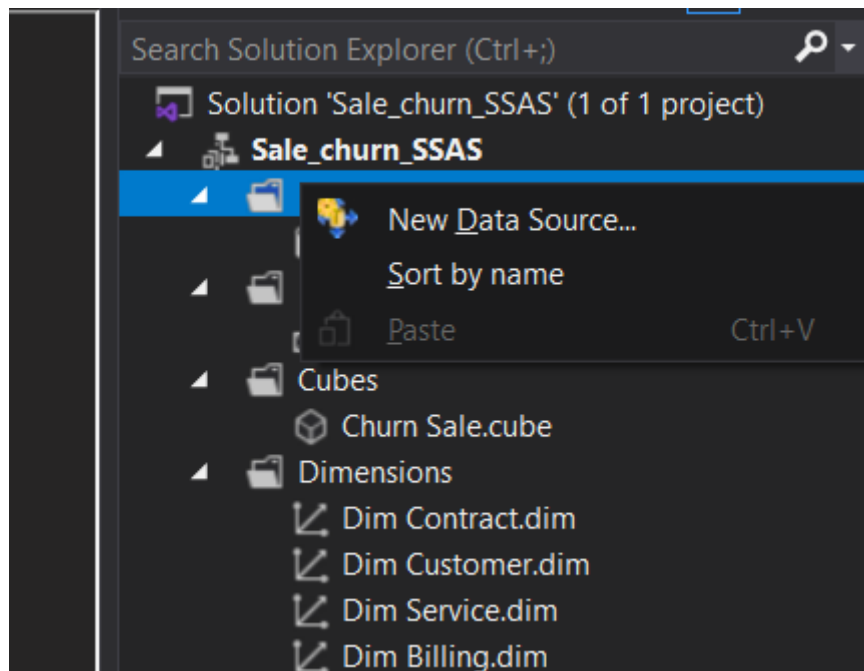 Search Solution Explorer (Ctrl+;)
Solution 'Sale_churn_SSAS' (1 of 1 project)
Sale_churn_SSAS
New Data Source...
Sort by name
Paste Ctrl+V
Cubes
Churn Sale.cube
Dimensions
Dim Contract.dim
Dim Customer.dim
Dim Service.dim
Dim Billing.dim